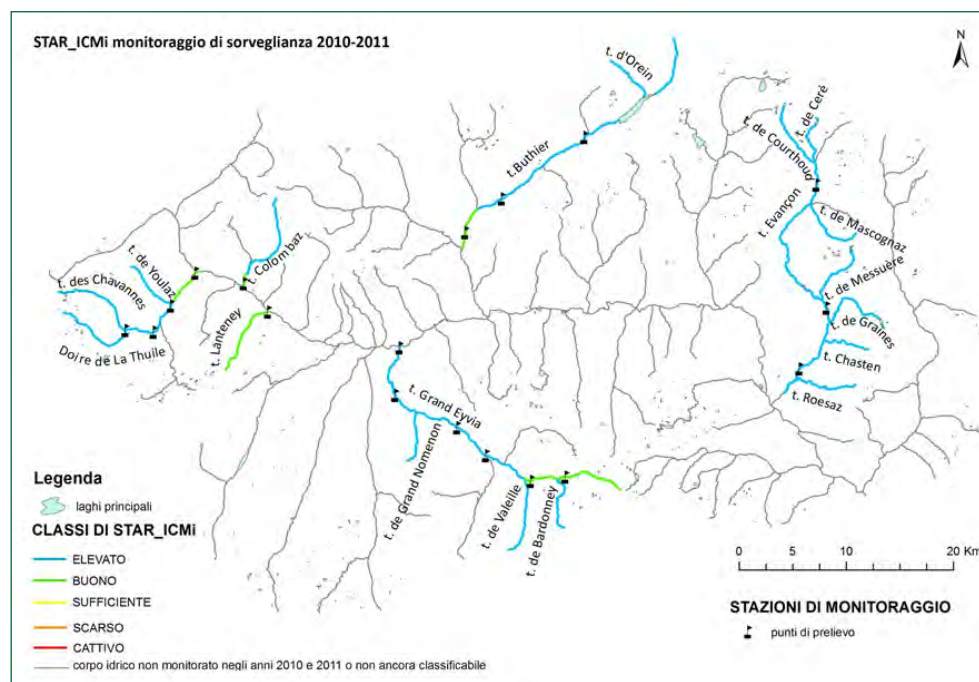 STAR_ICMi monitoraggio di sorveglianza 2010-2011
N
t. d'Orein
t. de Ceré
t. de Courthoud
t.Buthier
t. Evançon
t. de Mascognaz
t. Colombaz
t. de Youlaz
t. des Chavannes
t. de Messuère
t. de Graines
t. Lanteney
Doire de La Thuile
t. Chasten
t. Grand Eyvia
t. Roesaz
t. de Grand Nomenon
t. de Valeille
t. de Bardonney
Legenda
laghi principali
CLASSI DI STAR_ICMi
ELEVATO
BUONO
SUFFICIENTE
SCARSO
CATTIVO
corpo idrico non monitorato negli anni 2010 e 2011 o non ancora classificabile
0 5 10 20 Km
STAZIONI DI MONITORAGGIO
punti di prelievo